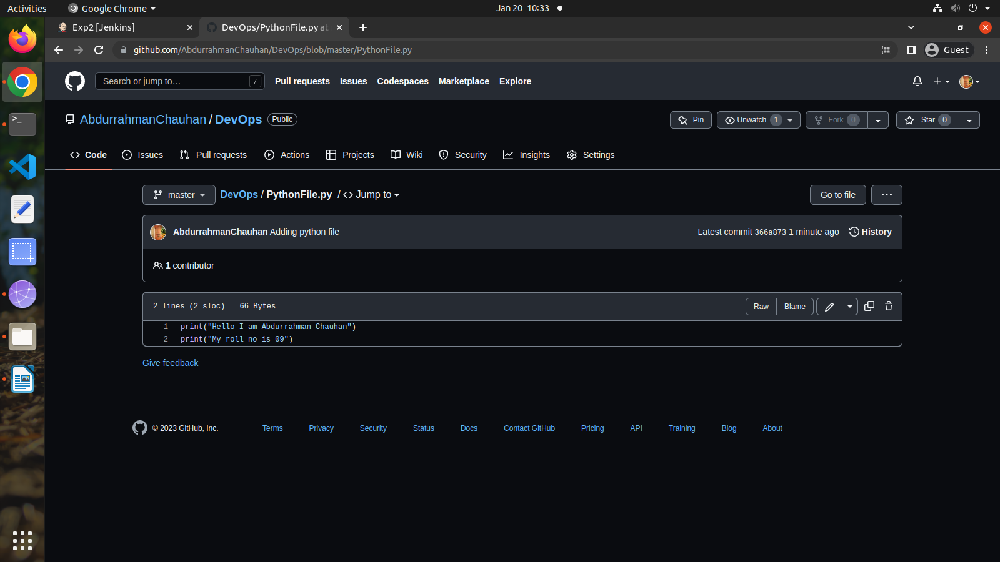 Activities Google Chrome Jan 20 10:33
Exp2 [Jenkins] DevOps/PythonFile.py at
github.com/AbdurrahmanChauhan/DevOps/blob/master/PythonFile.py Guest
Search or jump to… / Pull requests Issues Codespaces Marketplace Explore
AbdurrahmanChauhan / DevOps Public Pin Unwatch 1 Fork 0 Star 0
Code Issues Pull requests Actions Projects Wiki Security Insights Settings
master DevOps / PythonFile.py / <> Jump to Go to file ...
AbdurrahmanChauhan Adding python file Latest commit 366a873 1 minute ago History
1 contributor
2 lines (2 sloc) 66 Bytes Raw Blame
1 print("Hello I am Abdurrahman Chauhan")
2 print("My roll no is 09")
Give feedback
© 2023 GitHub, Inc. Terms Privacy Security Status Docs Contact GitHub Pricing API Training Blog About